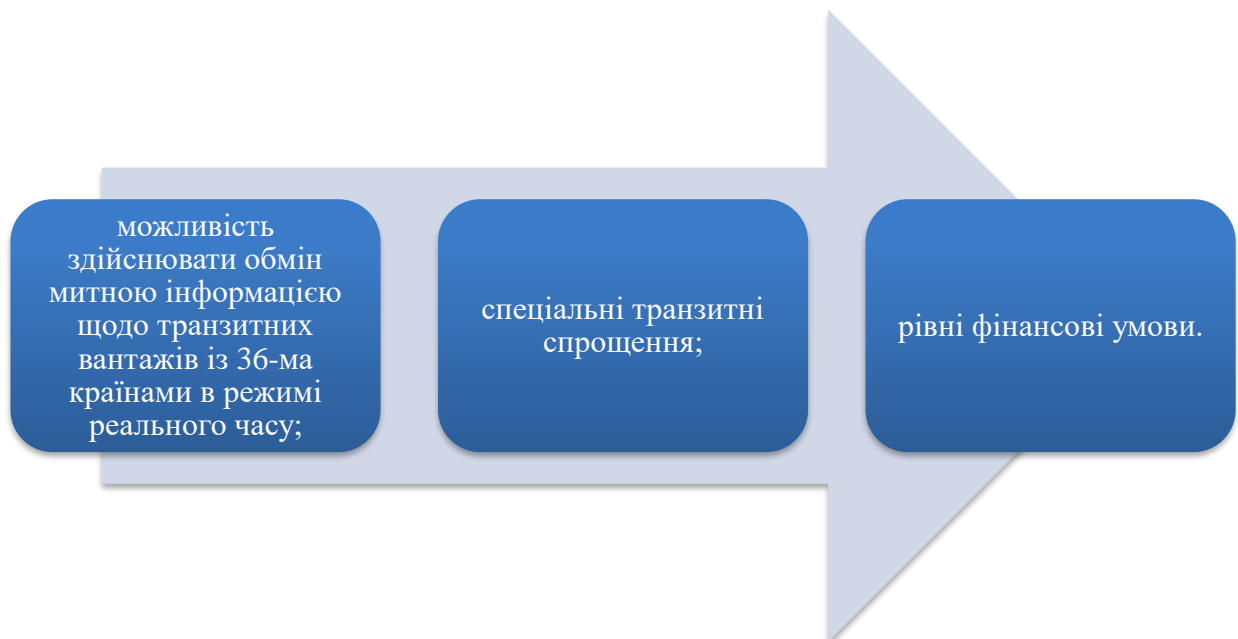 можливість
здійснювати обмін
митною інформацією
щодо транзитних
вантажів із 36-ма
країнами в режимі
реального часу;
спеціальні транзитні
спрощення;
рівні фінансові умови.